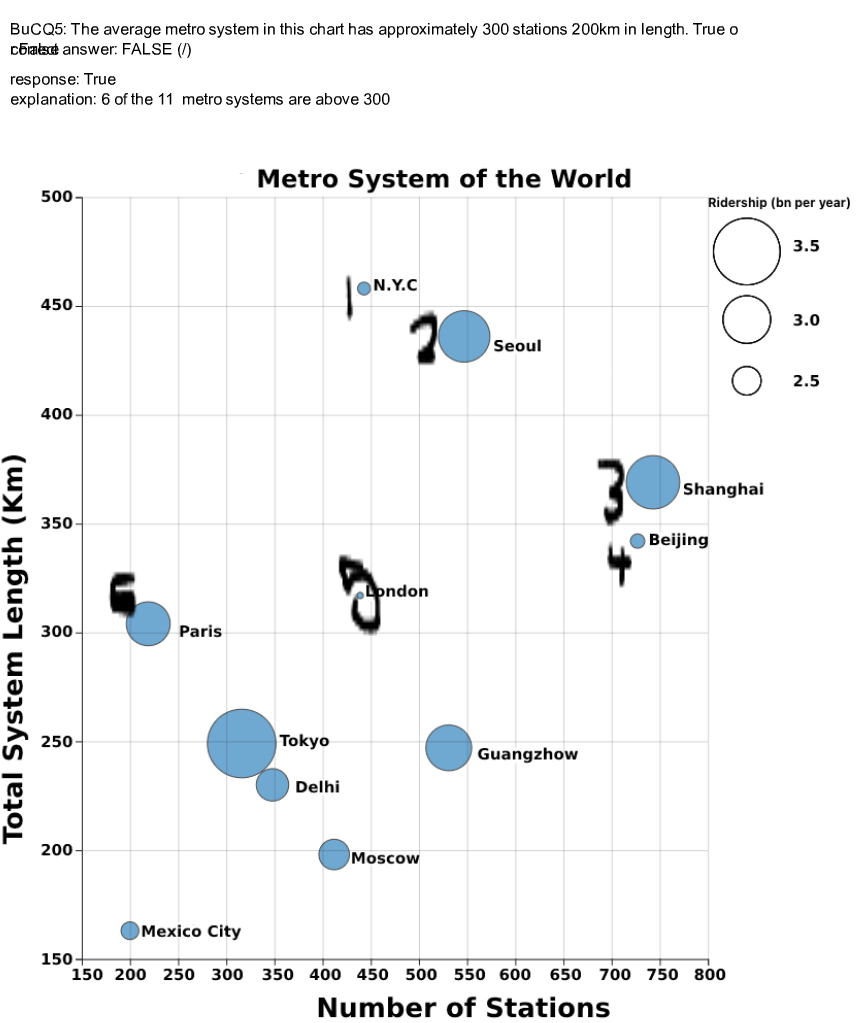 BuCQ5: The average metro system in this chart has approximately 300 stations 200km in length. True o
correct answer: FALSE (/)
response: True
explanation: 6 of the 11 metro systems are above 300
Metro System of the World
Ridership (bn per year)
3.5
3.0
2.5
Total System Length (Km)
500
450
400
350
300
250
200
150
1
N.Y.C
2
Seoul
3
Shanghai
4
Beijing
London
6
Paris
Tokyo
Guangzhow
Delhi
Moscow
Mexico City
150 200 250 300 350 400 450 500 550 600 650 700 750 800
Number of Stations